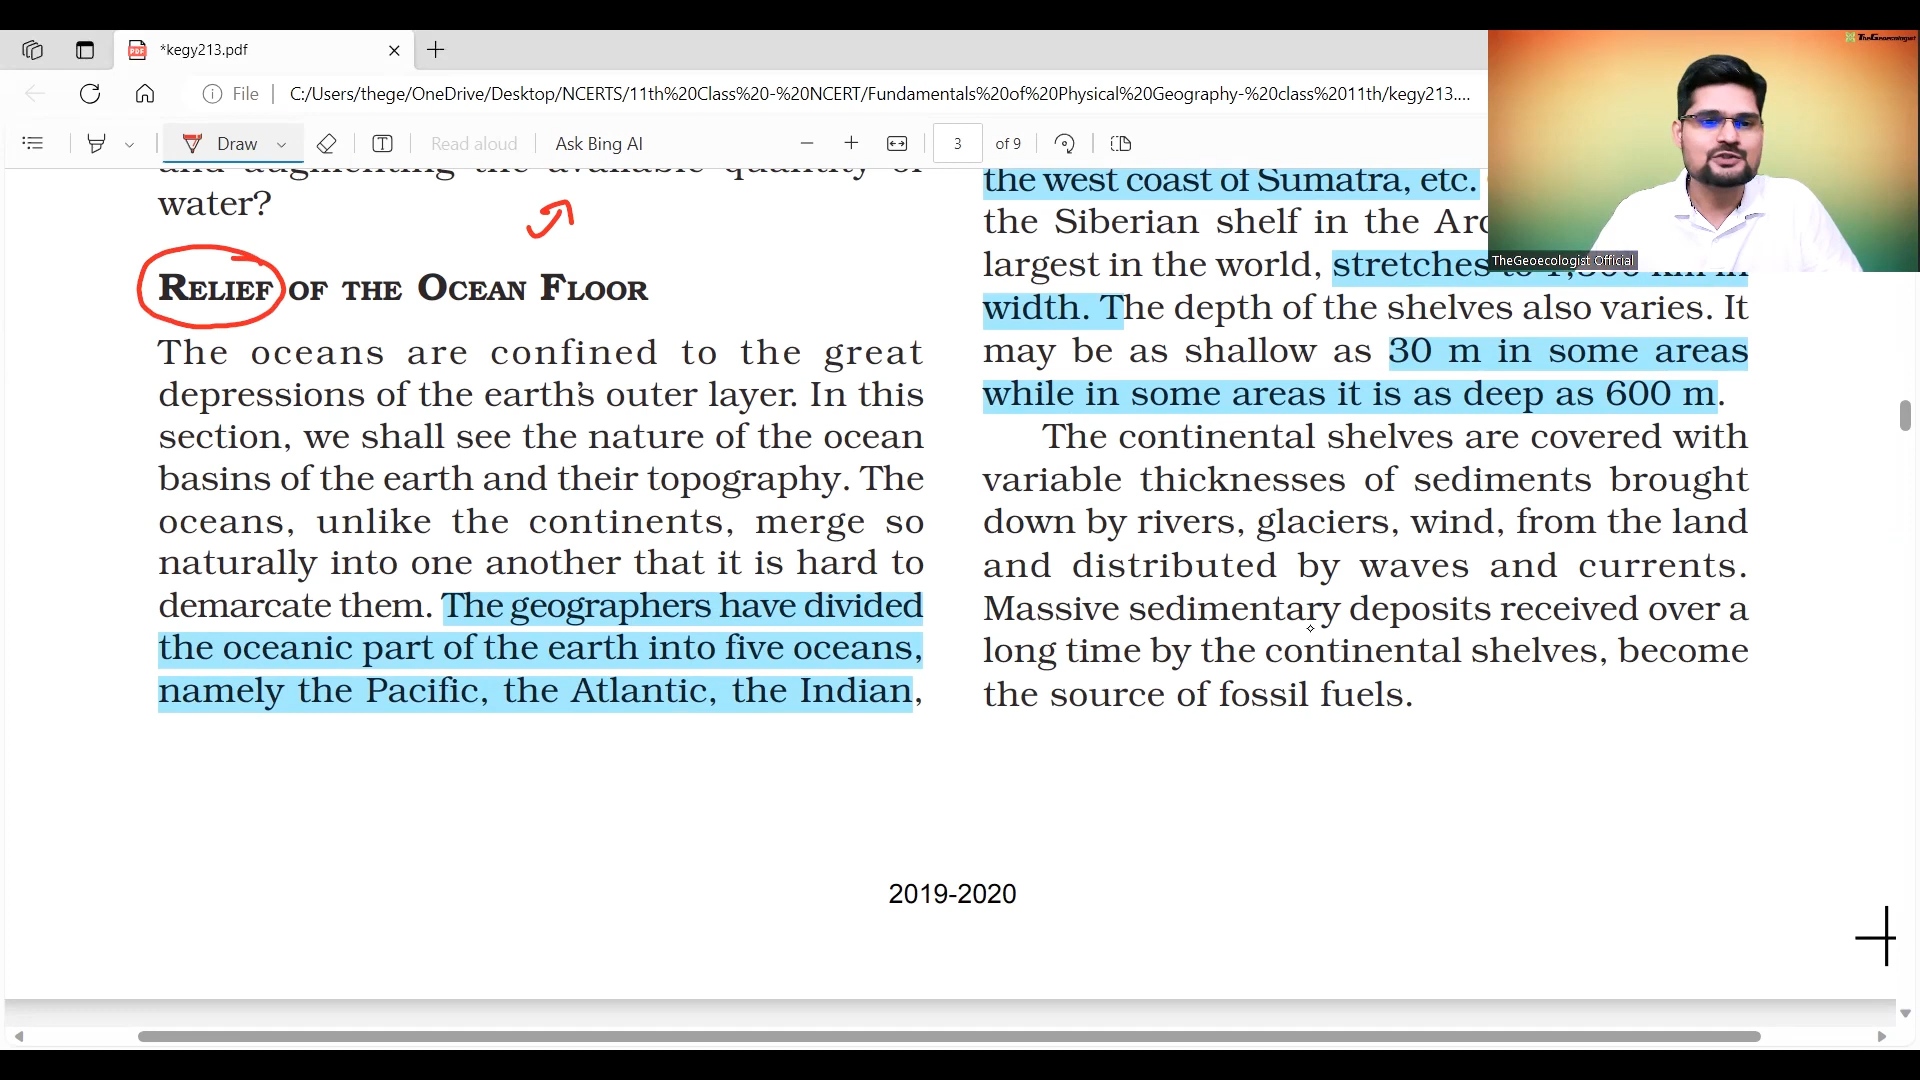 *kegy213.pdf
File
C:/Users/thege/OneDrive/Desktop/NCERTS/11th%20Class%20-%20NCERT/Fundamentals%20of%20Physical%20Geography-%20class%2011th/kegy213....
Draw
Read aloud
Ask Bing AI
3 of 9
TheGeoecologist
TheGeoecologist Official
water?
RELIEF OF THE OCEAN FLOOR
The oceans are confined to the great
depressions of the earth's outer layer. In this
section, we shall see the nature of the ocean
basins of the earth and their topography. The
oceans, unlike the continents, merge so
naturally into one another that it is hard to
demarcate them. The geographers have divided
the oceanic part of the earth into five oceans,
namely the Pacific, the Atlantic, the Indian,
the west coast of Sumatra, etc.
the Siberian shelf in the
largest in the world, stretches
width. The depth of the shelves also varies. It
may be as shallow as 30 m in some areas
while in some areas it is as deep as 600 m.
The continental shelves are covered with
variable thicknesses of sediments brought
down by rivers, glaciers, wind, from the land
and distributed by waves and currents.
Massive sedimentary deposits received over a
long time by the continental shelves, become
the source of fossil fuels.
2019-2020